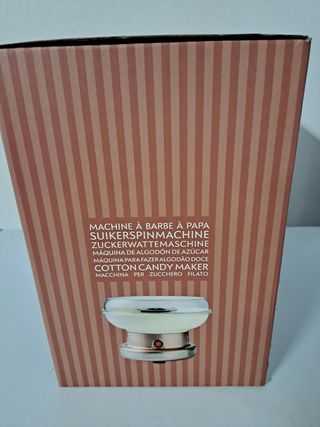 MACHINE À BARBE À PAPA
SUIKERSPINMACHINE
ZUCKERWATTEMASCHINE
MÁQUINA DE ALGODÓN DE AZÚCAR
MÁQUINA PARA FAZER ALGODÃO DOCE
COTTON CANDY MAKER
MACCHINA PER ZUCCHERO FILATO